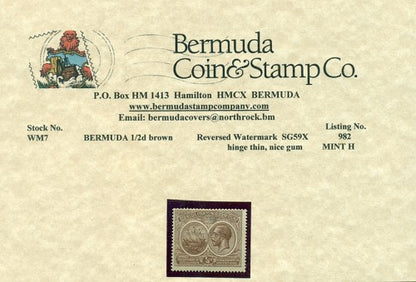 Bermuda
Coin&Stamp Co.
P.O. Box HM 1413 Hamilton HMCX BERMUDA
www.bermudastampcompany.com
Email: bermudacovers@northrock.bm
Stock No. Listing No.
WM7 BERMUDA 1/2d brown Reversed Watermark SG59X 982
hinge thin, nice gum MINT H